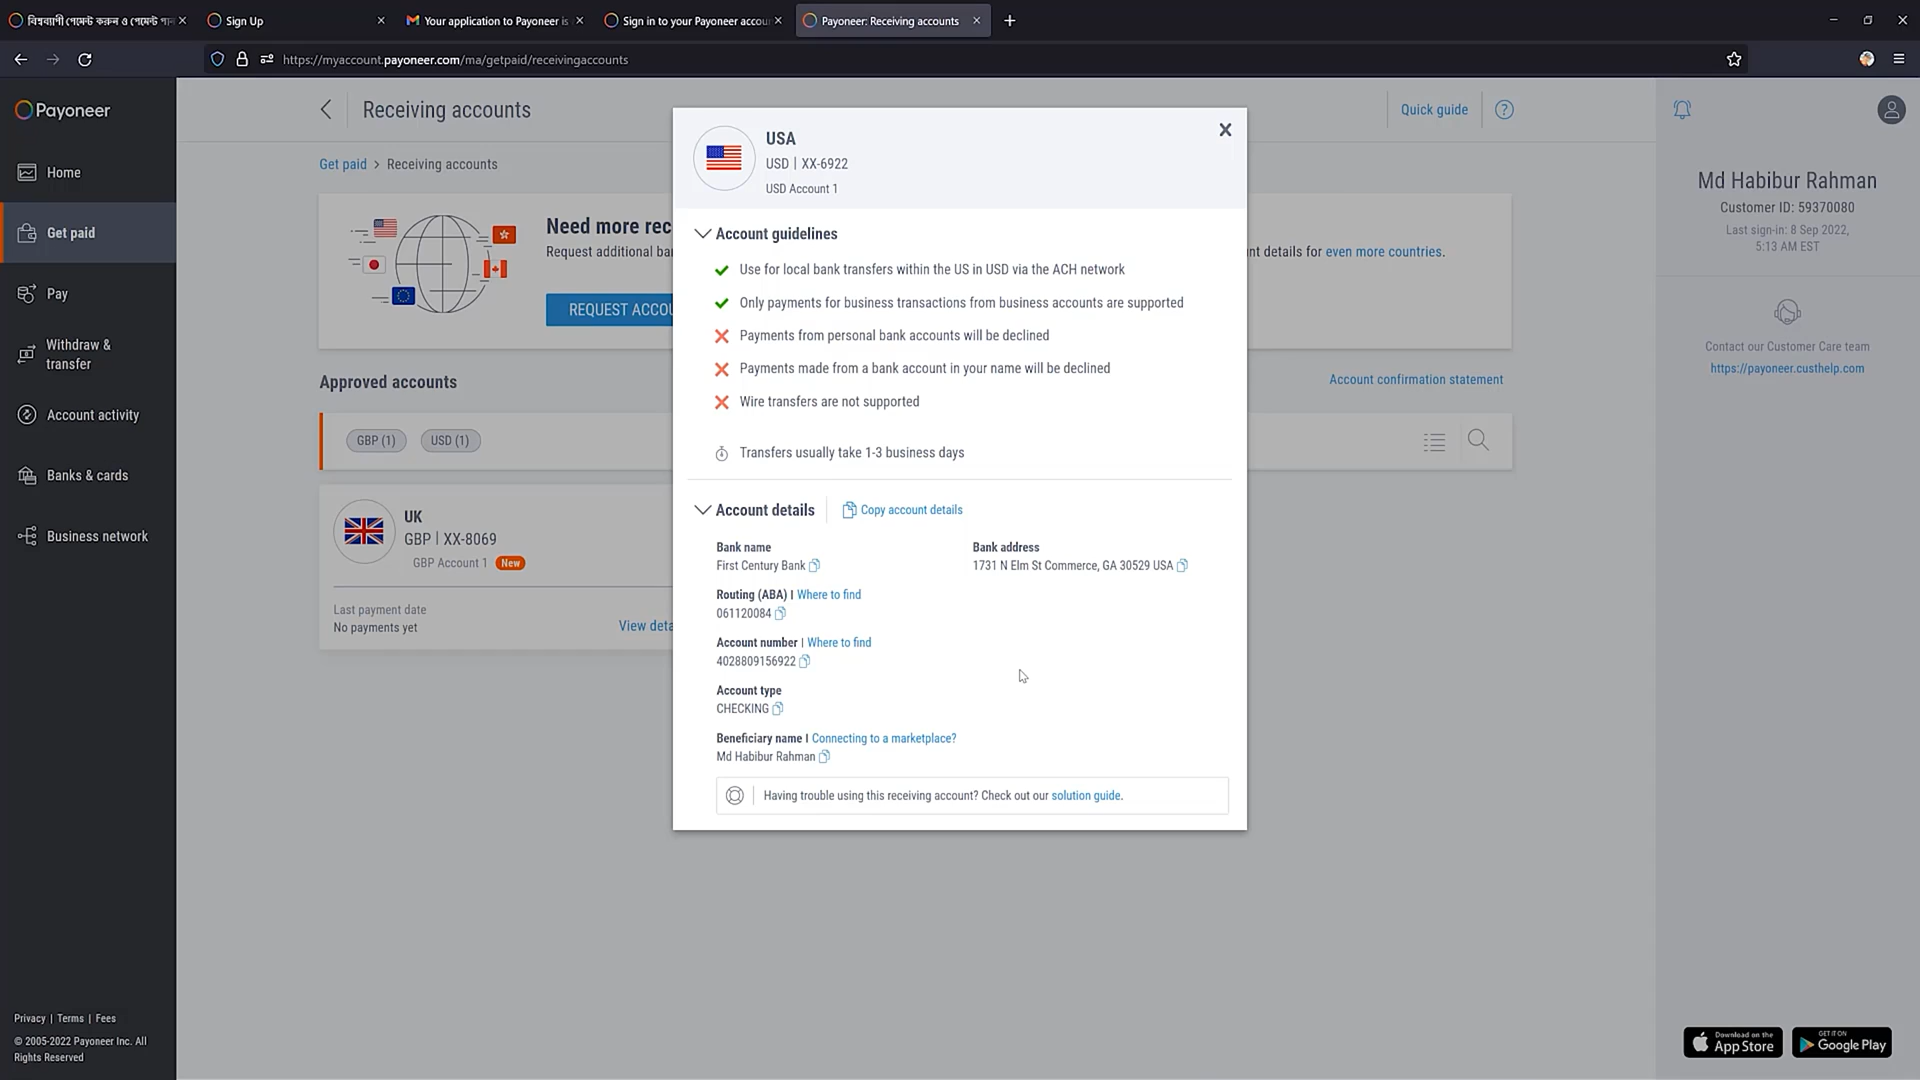 বিশ্বব্যাপী পেমেন্ট করুন ও পেমেন্ট পান
Sign Up
Your application to Payoneer is
Sign in to your Payoneer accou
Payoneer: Receiving accounts
https://myaccount.payoneer.com/ma/getpaid/receivingaccounts
Payoneer
Home
Get paid
Pay
Withdraw &
transfer
Account activity
Banks & cards
Business network
Privacy | Terms | Fees
© 2005-2022 Payoneer Inc. All
Rights Reserved
Receiving accounts
Quick guide
Get paid > Receiving accounts
Need more rec
Request additional ba
nt details for even more countries.
REQUEST ACCOU
Approved accounts
Account confirmation statement
GBP (1)
USD (1)
UK
GBP | XX-8069
GBP Account 1 New
Last payment date
No payments yet
View deta
USA
USD | XX-6922
USD Account 1
Account guidelines
Use for local bank transfers within the US in USD via the ACH network
Only payments for business transactions from business accounts are supported
Payments from personal bank accounts will be declined
Payments made from a bank account in your name will be declined
Wire transfers are not supported
Transfers usually take 1-3 business days
Account details
Copy account details
Bank name
First Century Bank
Bank address
1731 N Elm St Commerce, GA 30529 USA
Routing (ABA) | Where to find
061120084
Account number | Where to find
4028809156922
Account type
CHECKING
Beneficiary name | Connecting to a marketplace?
Md Habibur Rahman
Having trouble using this receiving account? Check out our solution guide.
Md Habibur Rahman
Customer ID: 59370080
Last sign-in: 8 Sep 2022,
5:13 AM EST
Contact our Customer Care team
https://payoneer.custhelp.com
Download on the
App Store
GET IT ON
Google Play